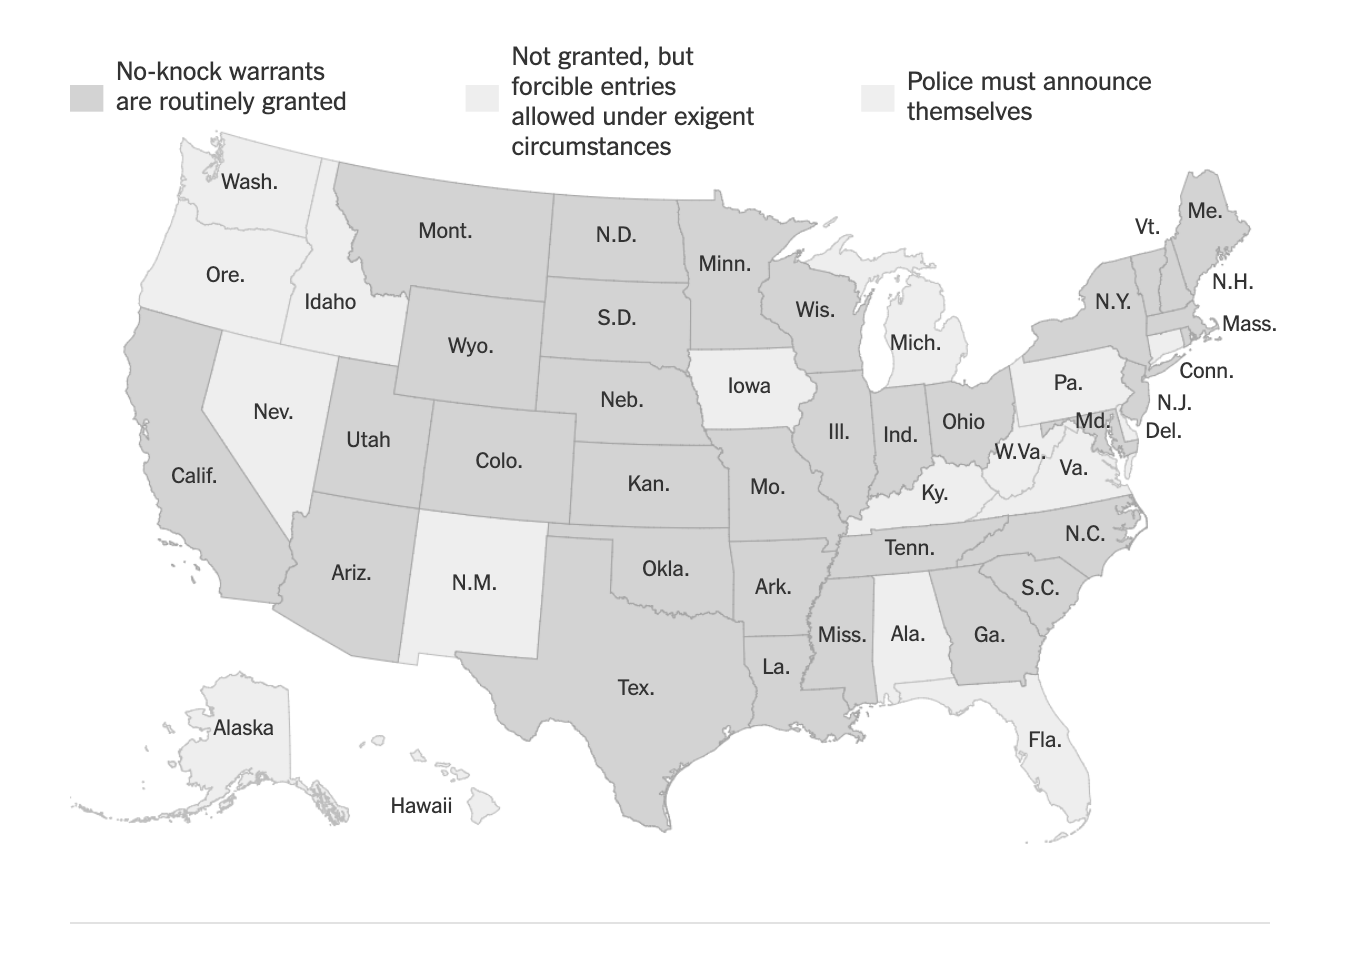 No-knock warrants
are routinely granted
Not granted, but
forcible entries
allowed under exigent
circumstances
Police must announce
themselves
Wash.
Mont.
N.D.
Minn.
Vt.
Me.
Ore.
Idaho
Wyo.
S.D.
Wis.
Mich.
N.Y.
N.H.
Mass.
Conn.
Nev.
Utah
Colo.
Neb.
Iowa
Ill.
Ind.
Ohio
Pa.
N.J.
Md.
Del.
Calif.
Kan.
Mo.
Ky.
W.Va.
Va.
Ariz.
N.M.
Okla.
Ark.
Tenn.
N.C.
S.C.
Tex.
La.
Miss.
Ala.
Ga.
Fla.
Alaska
Hawaii